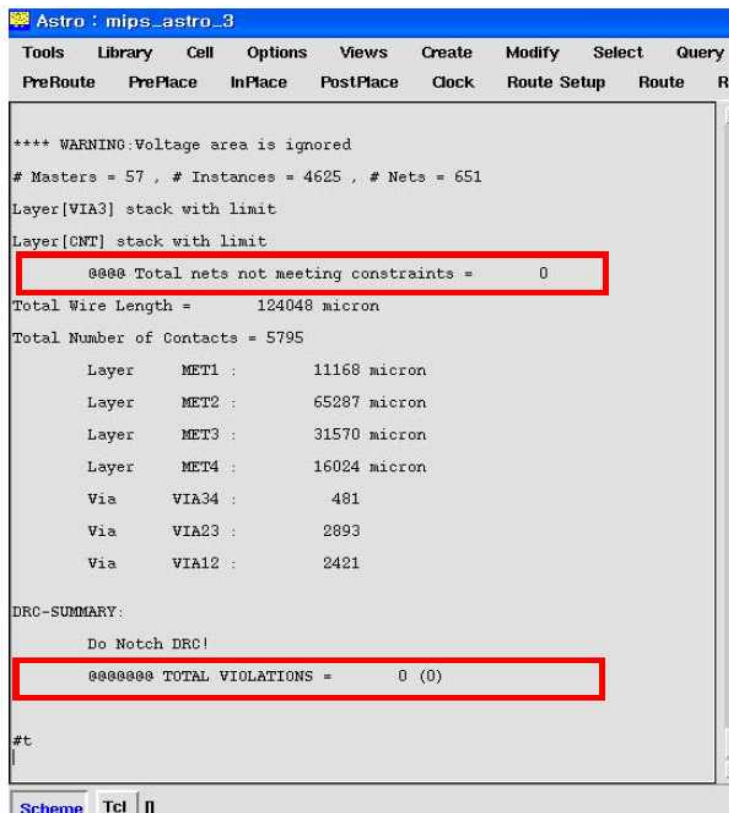 Astro : mips_astro_3
Tools Library Cell Options Views Create Modify Select Query
PreRoute PrePlace InPlace PostPlace Clock Route Setup Route R
**** WARNING:Voltage area is ignored
# Masters = 57 , # Instances = 4625 , # Nets = 651
Layer[VIA3] stack with limit
Layer[CNT] stack with limit
@@@@ Total nets not meeting constraints = 0
Total Wire Length = 124048 micron
Total Number of Contacts = 5795
Layer MET1 : 11168 micron
Layer MET2 : 65287 micron
Layer MET3 : 31570 micron
Layer MET4 : 16024 micron
Via VIA34 : 481
Via VIA23 : 2893
Via VIA12 : 2421
DRC-SUMMARY:
Do Notch DRC!
@@@@@@@ TOTAL VIOLATIONS = 0 (0)
#t
Scheme Tcl []